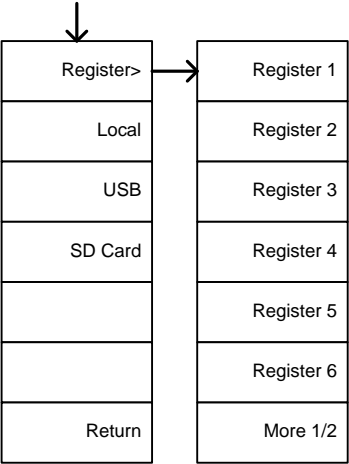 Register>
Local
USB
SD Card
Return
Register 1
Register 2
Register 3
Register 4
Register 5
Register 6
More 1/2